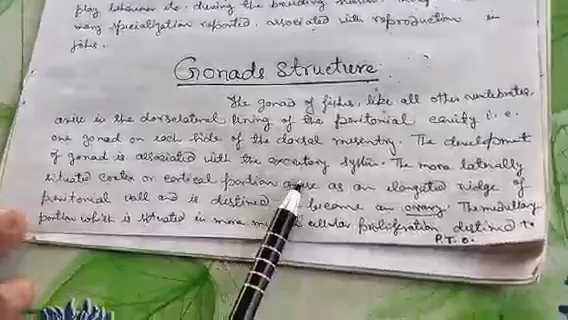 play behaviour do. during the breeding
many specialization reported, associated with reproduction in
fishes.
Gonads Structure
The gonad of fishes, like all other vertebrates,
arise in the dorsolateral lining of the peritonial cavity i. e.
one gonad on each side of the dorsal mesentry. The development
of gonad is associated with the excretory system. The more laterally
situated cortex or cortical portion arise as an elongated ridge of
peritonial wall and is destined become an ovary. The medullary
portion which is situated in more cellular proliferation destined to
P.T.O.